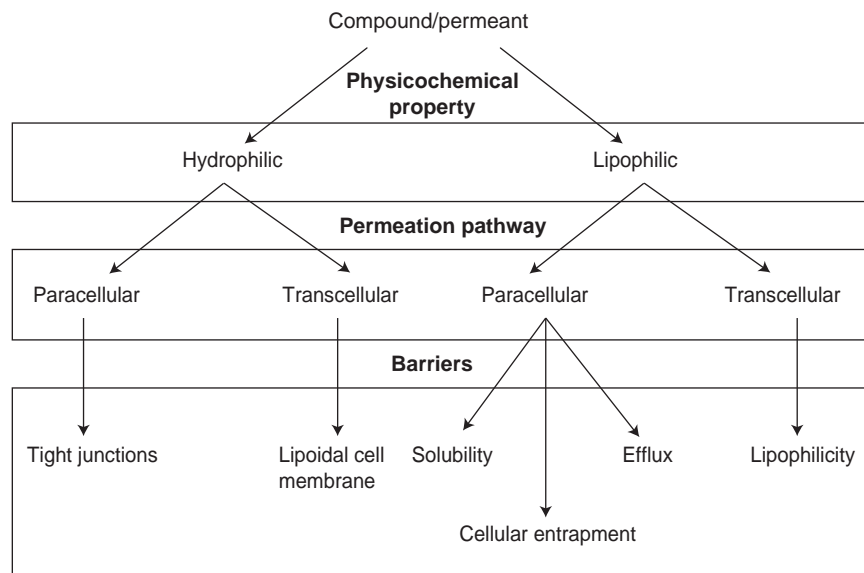 Compound/permeant
Physicochemical
property
Hydrophilic
Lipophilic
Permeation pathway
Paracellular
Transcellular
Paracellular
Transcellular
Barriers
Tight junctions
Lipoidal cell
membrane
Solubility
Efflux
Lipophilicity
Cellular entrapment